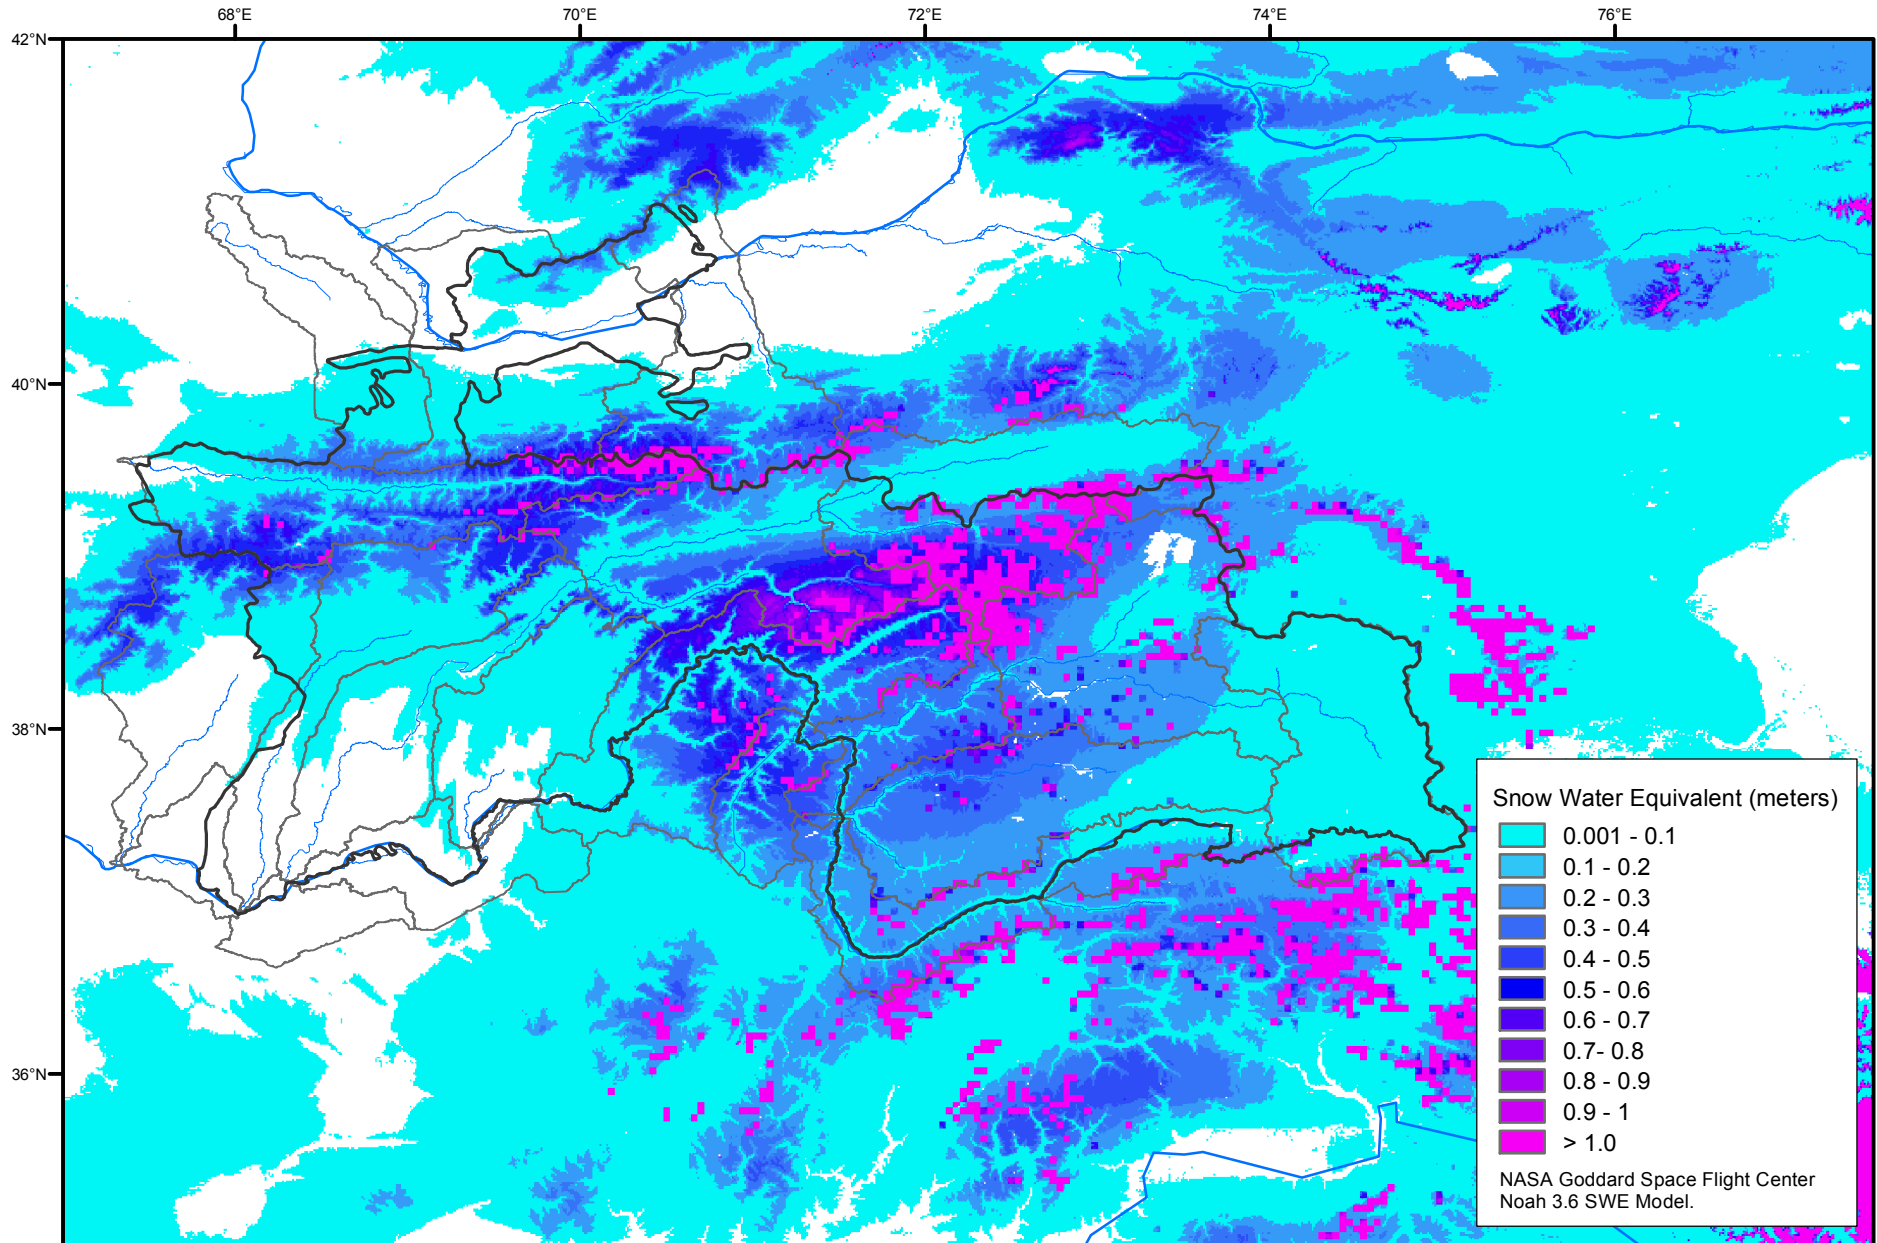 68°E
70°E
72°E
74°E
76°E
42°N
40°N
38°N
36°N
Snow Water Equivalent (meters)
0.001 - 0.1
0.1 - 0.2
0.2 - 0.3
0.3 - 0.4
0.4 - 0.5
0.5 - 0.6
0.6 - 0.7
0.7- 0.8
0.8 - 0.9
0.9 - 1
> 1.0
NASA Goddard Space Flight Center
Noah 3.6 SWE Model.